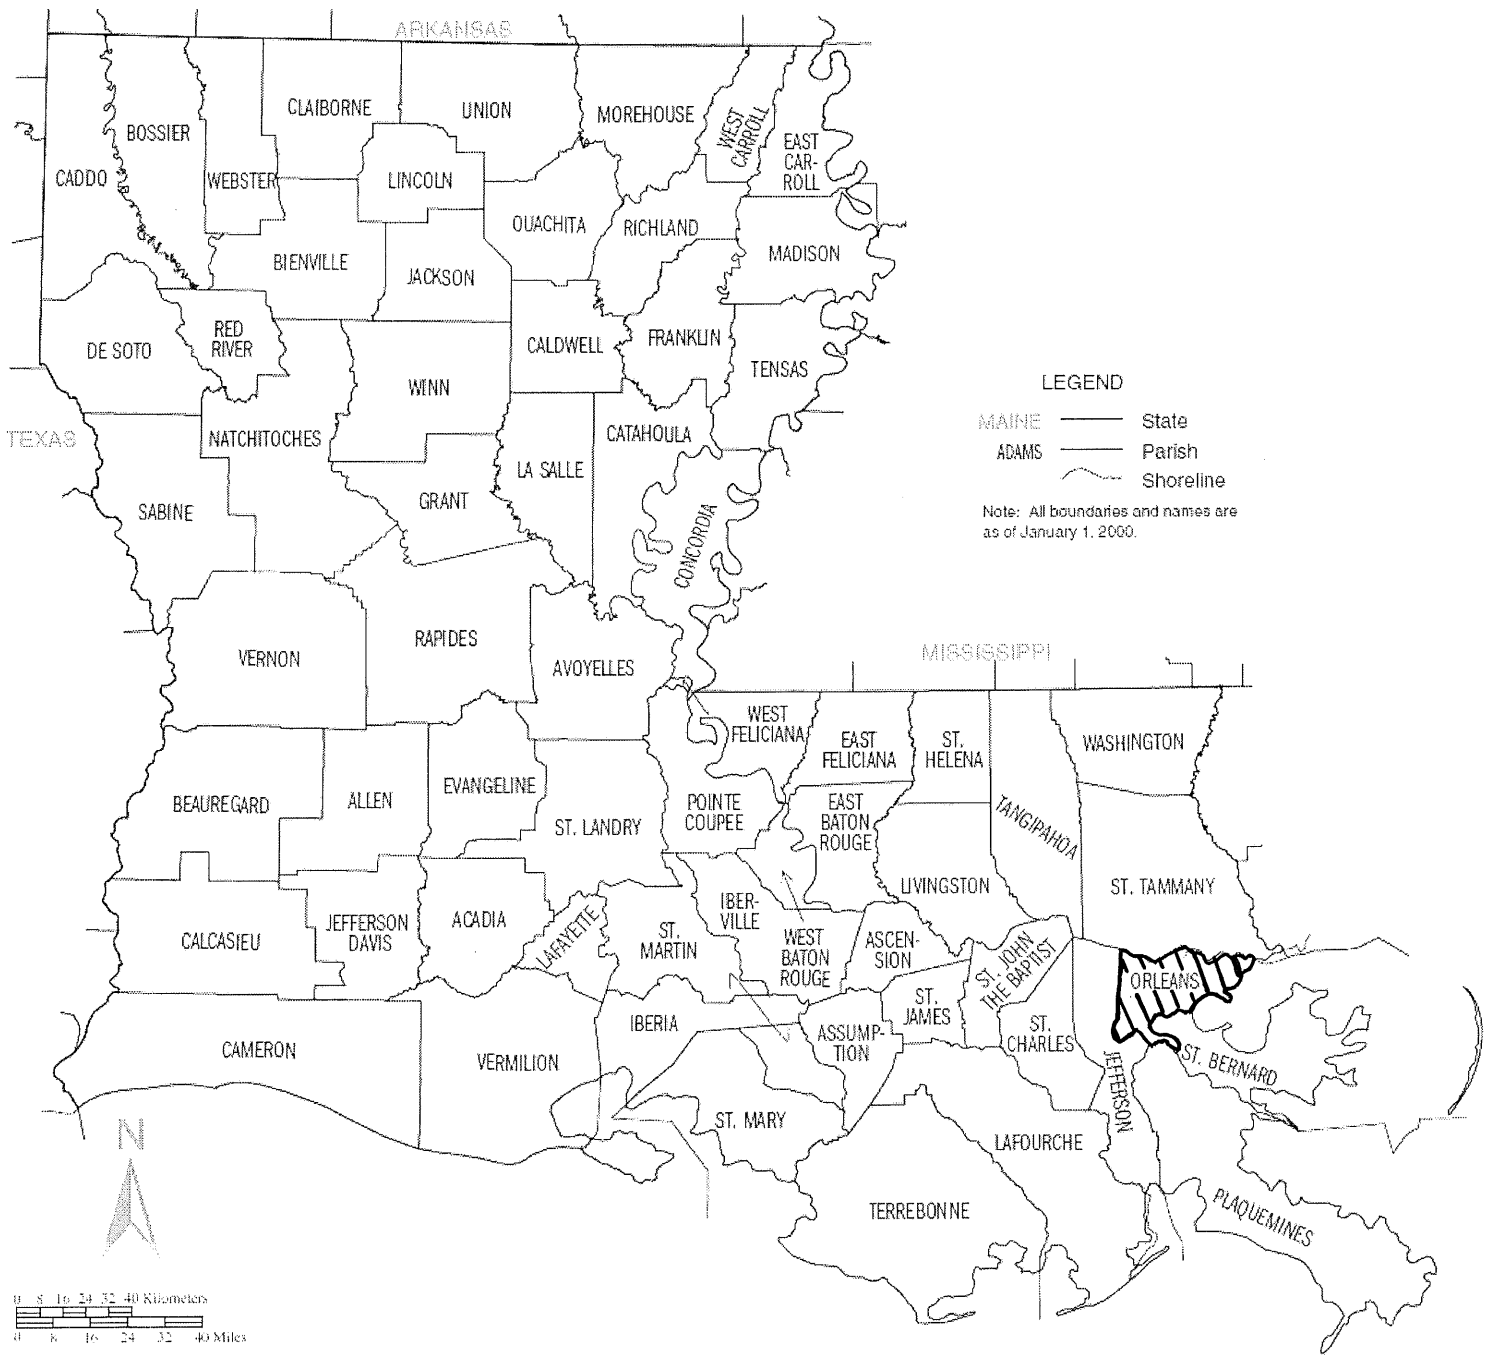 ARKANSAS
CLAIBORNE
UNION
MOREHOUSE
WEST
CARROLL
EAST
CAR-
ROLL
BOSSIER
CADDO
WEBSTER
LINCOLN
OUACHITA
RICHLAND
MADISON
BIENVILLE
JACKSON
RED
RIVER
DE SOTO
CALDWELL
FRANKLIN
TENSAS
WINN
TEXAS
NATCHITOCHES
CATAHOULA
LA SALLE
SABINE
GRANT
CONCORDIA
LEGEND
MAINE State
ADAMS Parish
Shoreline
Note: All boundaries and names are
as of January 1, 2000.
VERNON
RAPIDES
AVOYELLES
MISSISSIPPI
WEST
FELICIANA
EAST
FELICIANA
ST.
HELENA
WASHINGTON
BEAUREGARD
ALLEN
EVANGELINE
ST. LANDRY
POINTE
COUPEE
EAST
BATON
ROUGE
TANGIPAHOA
LIVINGSTON
ST. TAMMANY
CALCASIEU
JEFFERSON
DAVIS
ACADIA
LAFAYETTE
ST.
MARTIN
IBER-
VILLE
WEST
BATON
ROUGE
ASCEN-
SION
ST. JOHN
THE BAPTIST
ORLEANS
ST.
JAMES
CAMERON
VERMILION
IBERIA
ASSUMP-
TION
ST.
CHARLES
JEFFERSON
ST. BERNARD
N
ST. MARY
LAFOURCHE
TERREBONNE
PLAQUEMINES
0 8 16 24 32 40 Kilometers
0 8 16 24 32 40 Miles